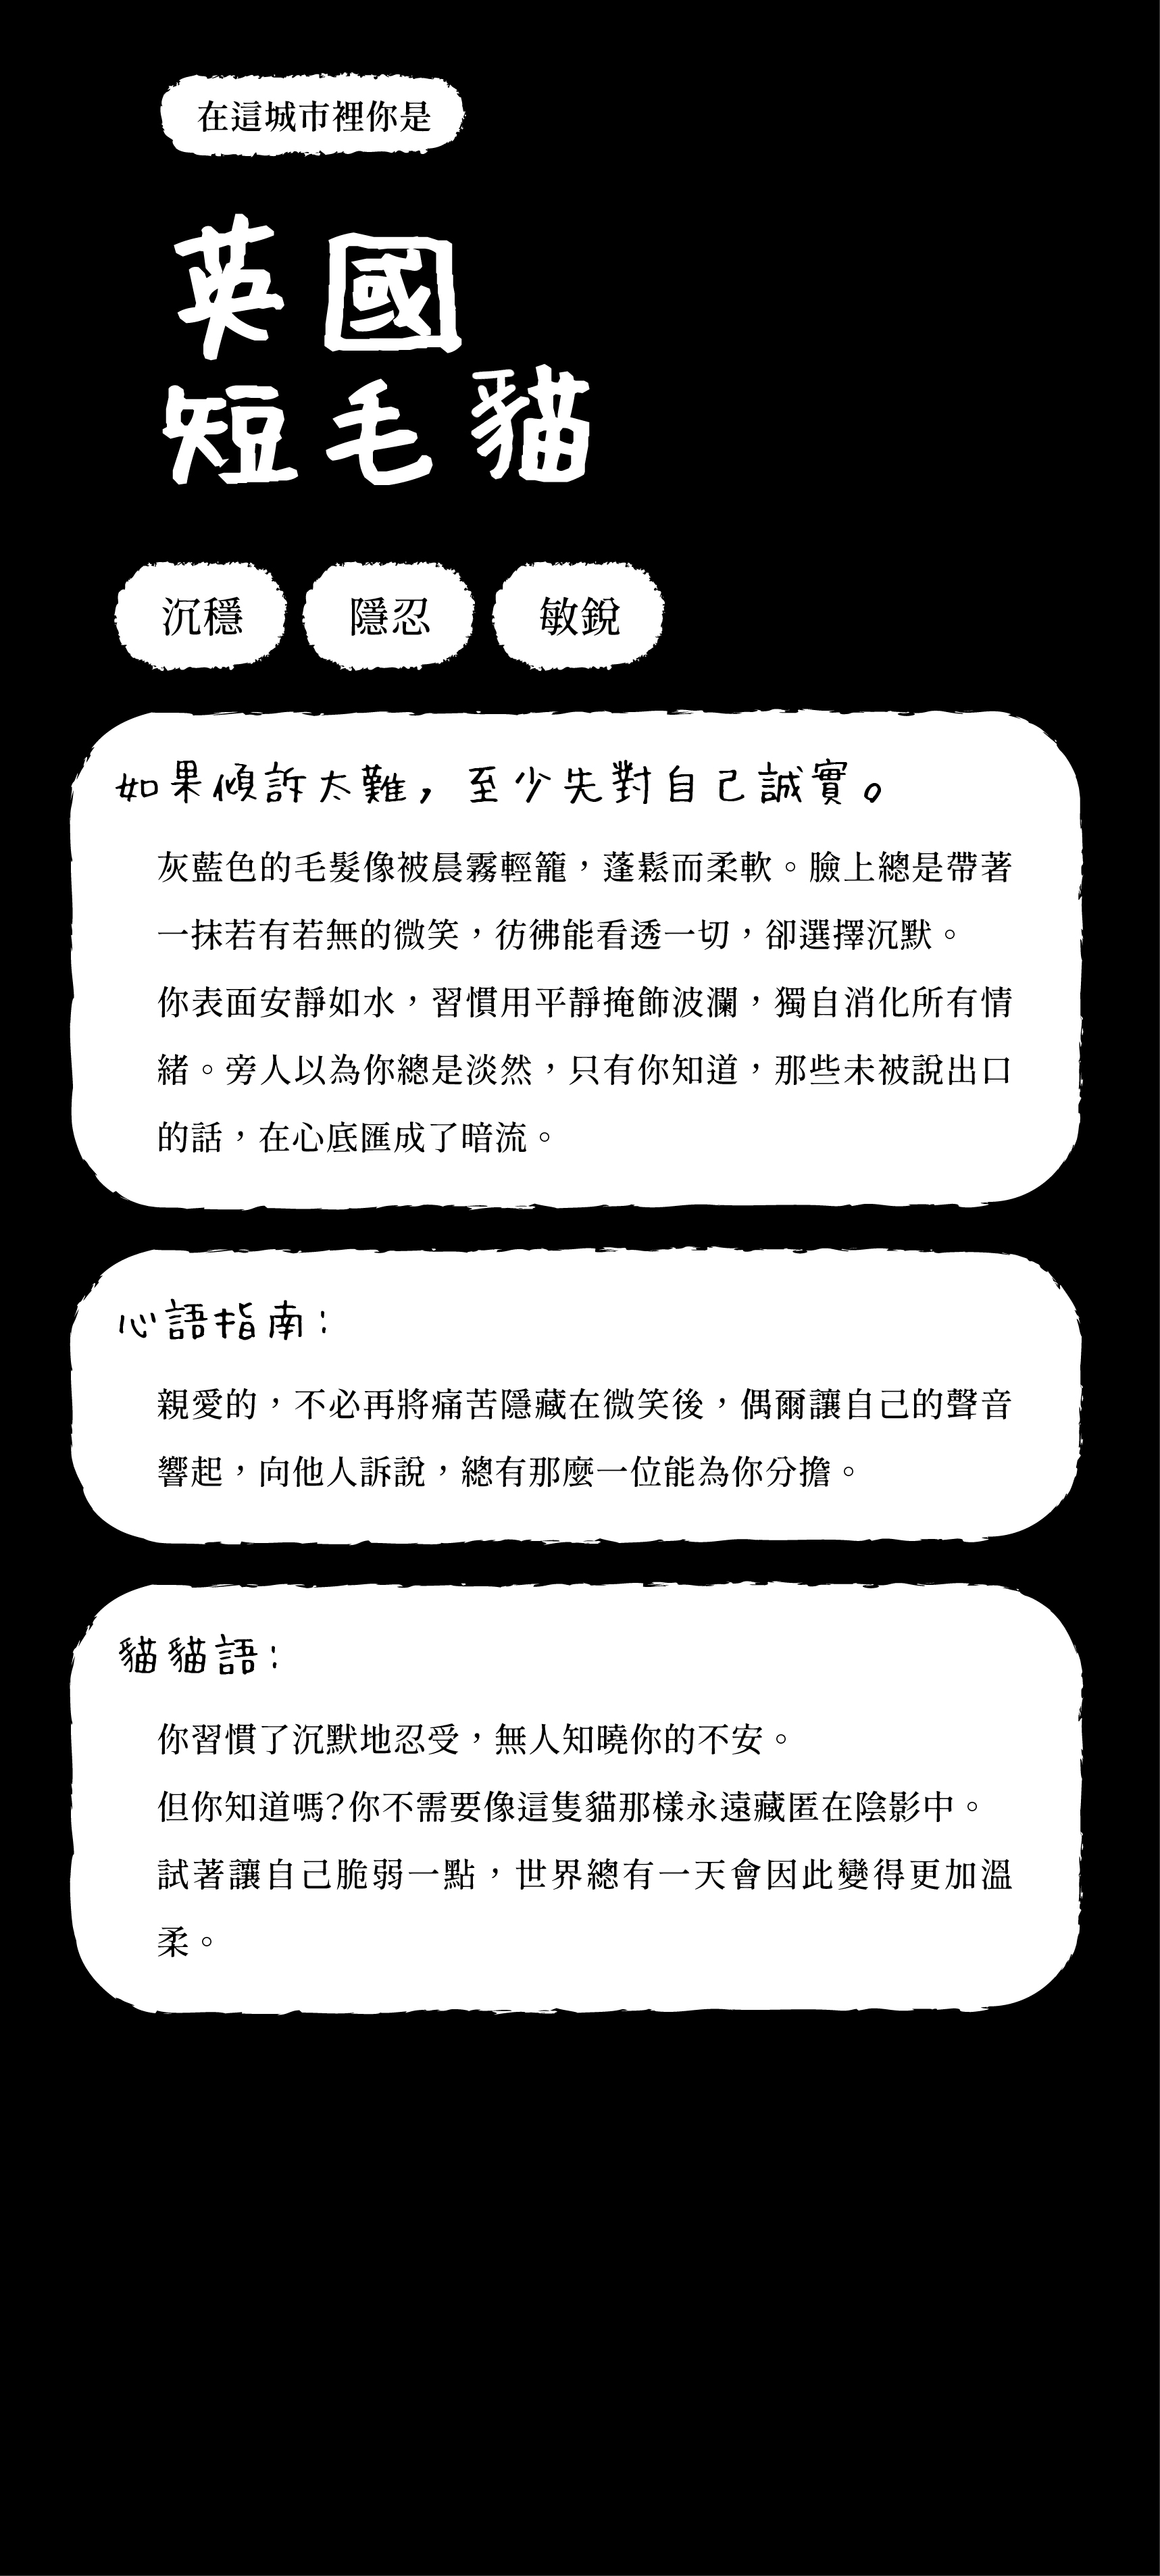 在這城市裡你是
英國
短毛貓
沉穩 隱忍 敏銳
如果傾訴太難，至少先對自己誠實。
灰藍色的毛髮像被晨霧輕籠，蓬鬆而柔軟。臉上總是帶著
一抹若有若無的微笑，彷彿能看透一切，卻選擇沉默。
你表面安靜如水，習慣用平靜掩飾波瀾，獨自消化所有情
緒。旁人以為你總是淡然，只有你知道，那些未被說出口
的話，在心底匯成了暗流。
心語指南：
親愛的，不必再將痛苦隱藏在微笑後，偶爾讓自己的聲音
響起，向他人訴說，總有那麼一位能為你分擔。
貓貓語：
你習慣了沉默地忍受，無人知曉你的不安。
但你知道嗎?你不需要像這隻貓那樣永遠藏匿在陰影中。
試著讓自己脆弱一點，世界總有一天會因此變得更加溫
柔。